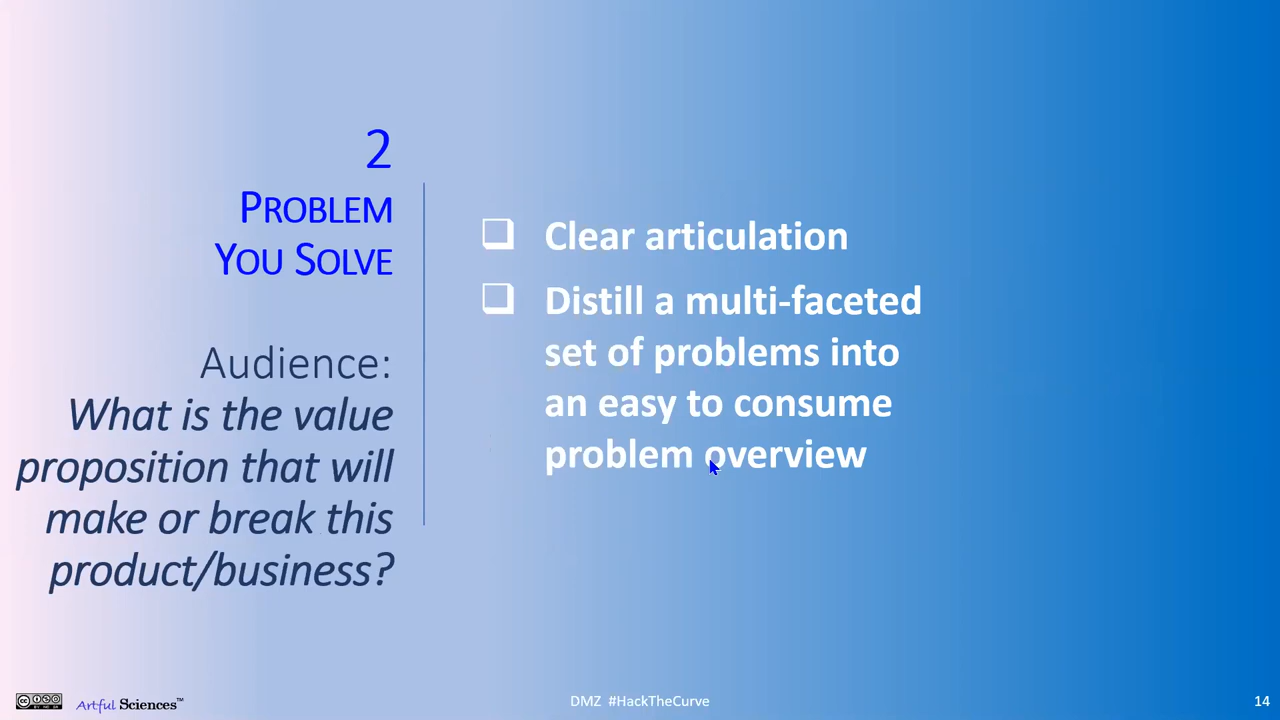 2
PROBLEM
YOU SOLVE
Audience:
What is the value
proposition that will
make or break this
product/business?
Clear articulation
Distill a multi-faceted
set of problems into
an easy to consume
problem overview
Artful Sciences™
DMZ #HackTheCurve
14